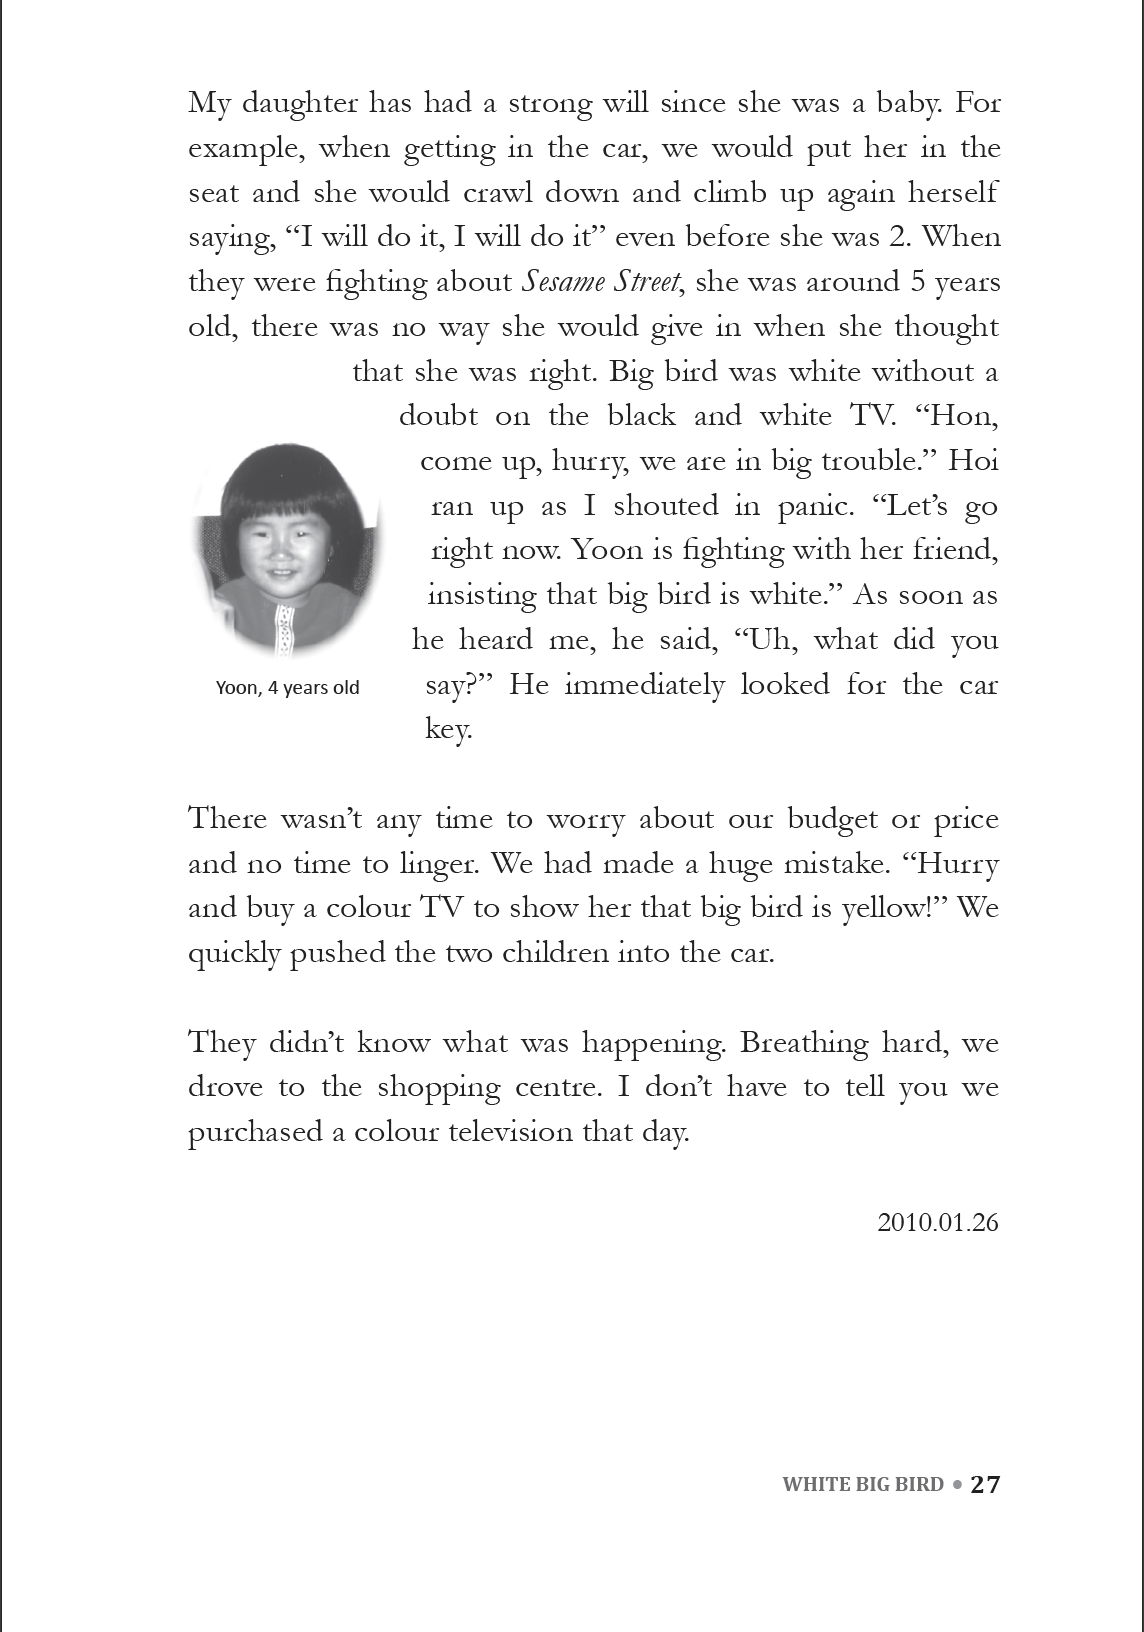 My daughter has had a strong will since she was a baby. For
example, when getting in the car, we would put her in the
seat and she would crawl down and climb up again herself
saying, “I will do it, I will do it” even before she was 2. When
they were fighting about Sesame Street, she was around 5 years
old, there was no way she would give in when she thought
that she was right. Big bird was white without a
doubt on the black and white TV. “Hon,
come up, hurry, we are in big trouble.” Hoi
ran up as I shouted in panic. “Let’s go
right now. Yoon is fighting with her friend,
insisting that big bird is white.” As soon as
he heard me, he said, “Uh, what did you
say?” He immediately looked for the car
key.
Yoon, 4 years old
There wasn’t any time to worry about our budget or price
and no time to linger. We had made a huge mistake. “Hurry
and buy a colour TV to show her that big bird is yellow!” We
quickly pushed the two children into the car.
They didn’t know what was happening. Breathing hard, we
drove to the shopping centre. I don’t have to tell you we
purchased a colour television that day.
2010.01.26
WHITE BIG BIRD • 27